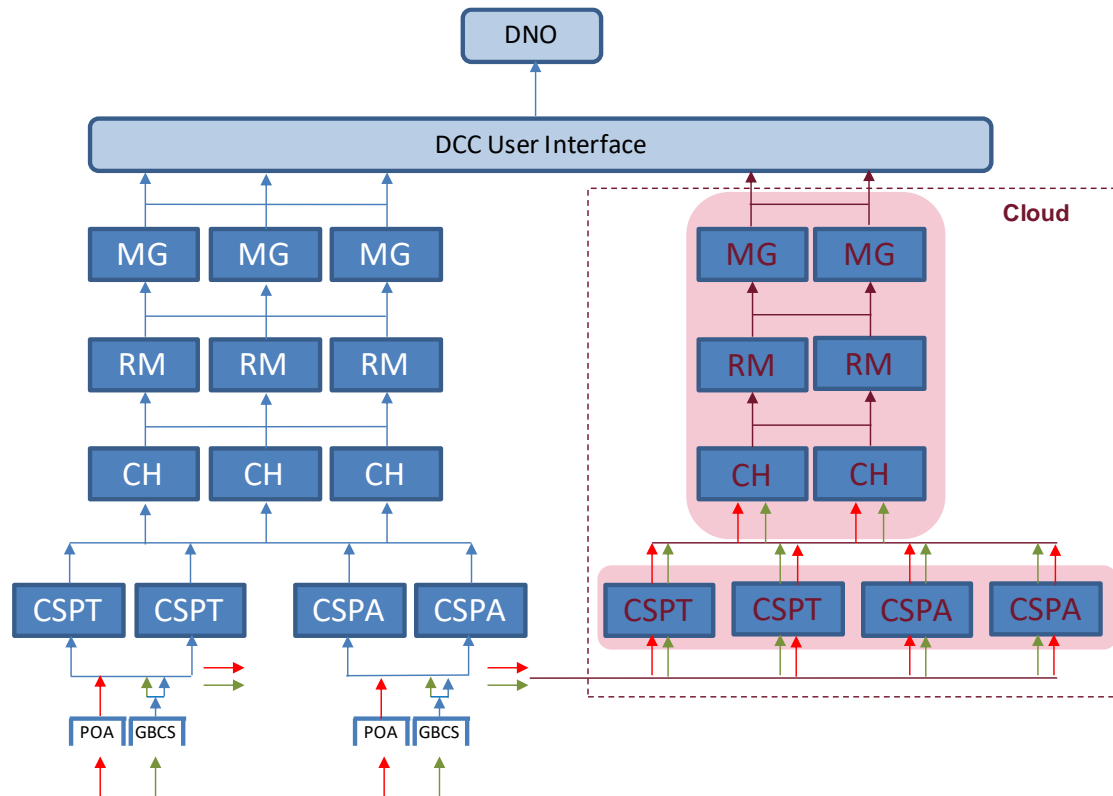 DNO
DCC User Interface
Cloud
MG MG MG MG MG
RM RM RM RM RM
CH CH CH CH CH
CSPT CSPT CSPA CSPA CSPT CSPT CSPA CSPA
POA GBCS POA GBCS